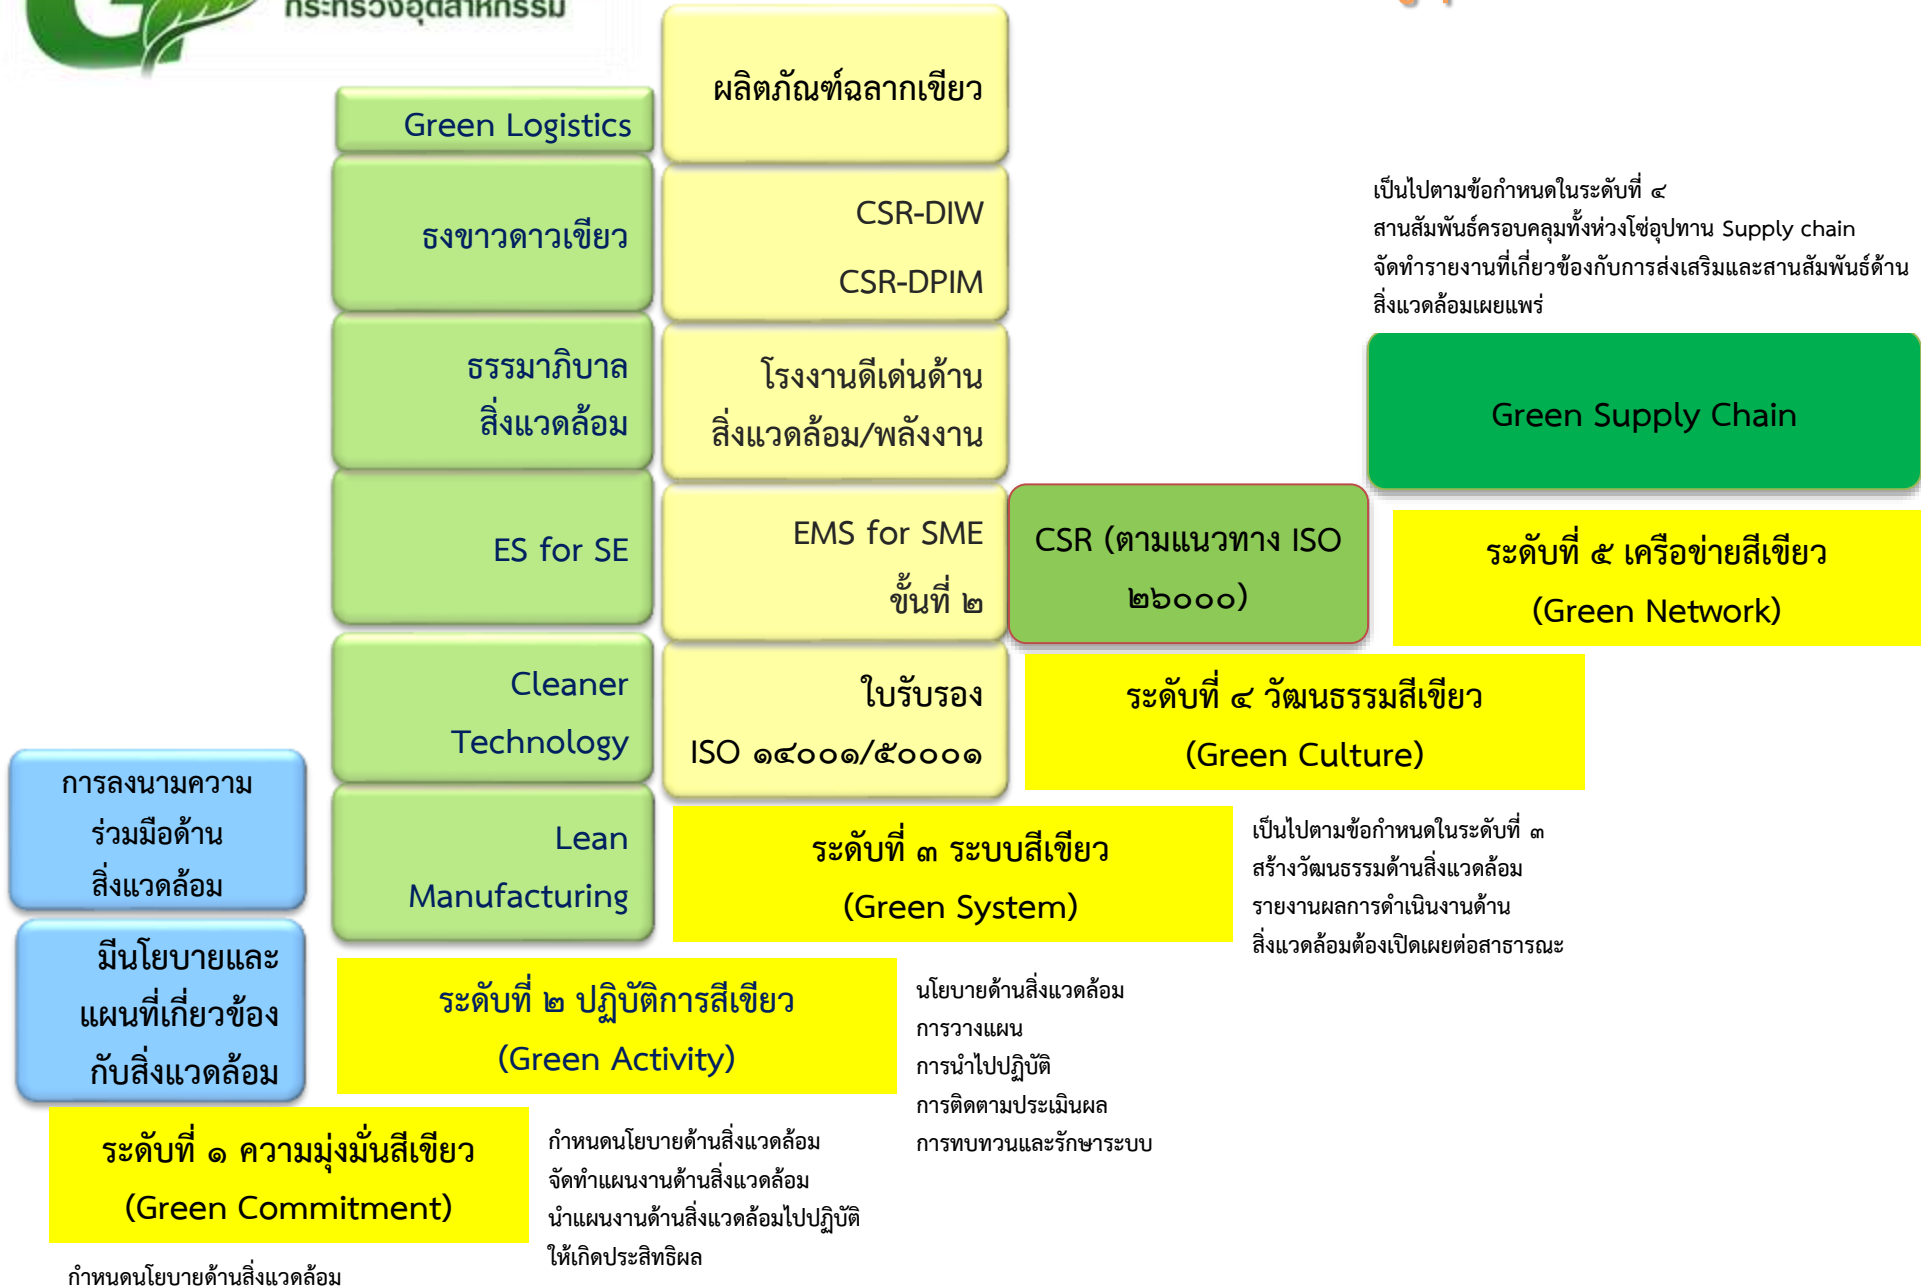 กระทรวงอุตสาหกรรม
ผลิตภัณฑ์ฉลากเขียว
Green Logistics
ธงขาวดาวเขียว
CSR-DIW
CSR-DPIM
เป็นไปตามข้อกำหนดในระดับที่ ๔
สานสัมพันธ์ครอบคลุมทั้งห่วงโซ่อุปทาน Supply chain
จัดทำรายงานที่เกี่ยวข้องกับการส่งเสริมและสานสัมพันธ์ด้าน
สิ่งแวดล้อมเผยแพร่
ธรรมาภิบาล
สิ่งแวดล้อม
โรงงานดีเด่นด้าน
สิ่งแวดล้อม/พลังงาน
Green Supply Chain
ES for SE
EMS for SME
ขั้นที่ ๒
CSR (ตามแนวทาง ISO
๒๖๐๐๐)
ระดับที่ ๕ เครือข่ายสีเขียว
(Green Network)
Cleaner
Technology
ใบรับรอง
ISO ๑๔๐๐๑/๕๐๐๐๑
ระดับที่ ๔ วัฒนธรรมสีเขียว
(Green Culture)
การลงนามความ
ร่วมมือด้าน
สิ่งแวดล้อม
Lean
Manufacturing
ระดับที่ ๓ ระบบสีเขียว
(Green System)
เป็นไปตามข้อกำหนดในระดับที่ ๓
สร้างวัฒนธรรมด้านสิ่งแวดล้อม
รายงานผลการดำเนินงานด้าน
สิ่งแวดล้อมต้องเปิดเผยต่อสาธารณะ
มีนโยบายและ
แผนที่เกี่ยวข้อง
กับสิ่งแวดล้อม
ระดับที่ ๒ ปฏิบัติการสีเขียว
(Green Activity)
นโยบายด้านสิ่งแวดล้อม
การวางแผน
การนำไปปฏิบัติ
การติดตามประเมินผล
การทบทวนและรักษาระบบ
ระดับที่ ๑ ความมุ่งมั่นสีเขียว
(Green Commitment)
กำหนดนโยบายด้านสิ่งแวดล้อม
จัดทำแผนงานด้านสิ่งแวดล้อม
นำแผนงานด้านสิ่งแวดล้อมไปปฏิบัติ
ให้เกิดประสิทธิผล
กำหนดนโยบายด้านสิ่งแวดล้อม